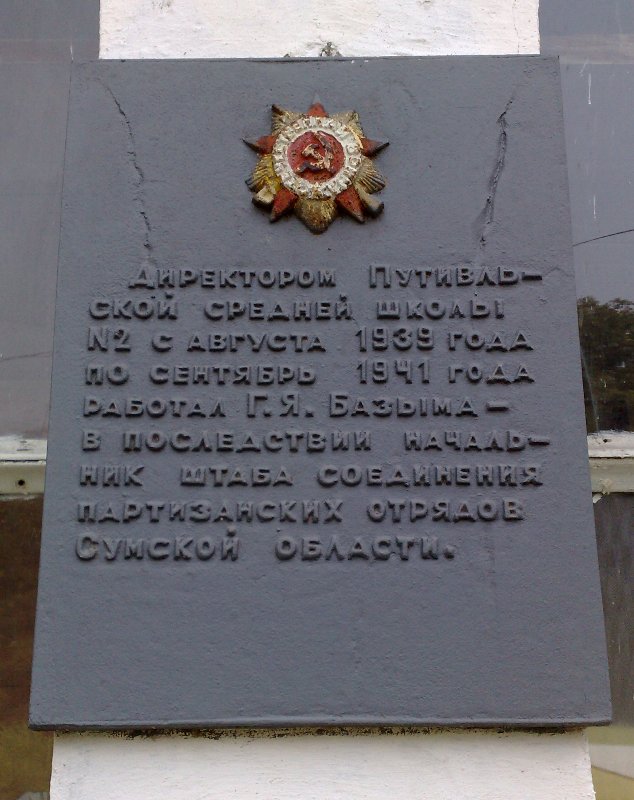 ДИРЕКТОРОМ ПУТИВЛЬ-
СКОЙ СРЕДНЕЙ ШКОЛЫ
№2 С АВГУСТА 1939 ГОДА
ПО СЕНТЯБРЬ 1941 ГОДА
РАБОТАЛ Г.Я. БАЗЫМА-
В ПОСЛЕДСТВИИ НАЧАЛЬ-
НИК ШТАБА СОЕДИНЕНИЯ
ПАРТИЗАНСКИХ ОТРЯДОВ
СУМСКОЙ ОБЛАСТИ.